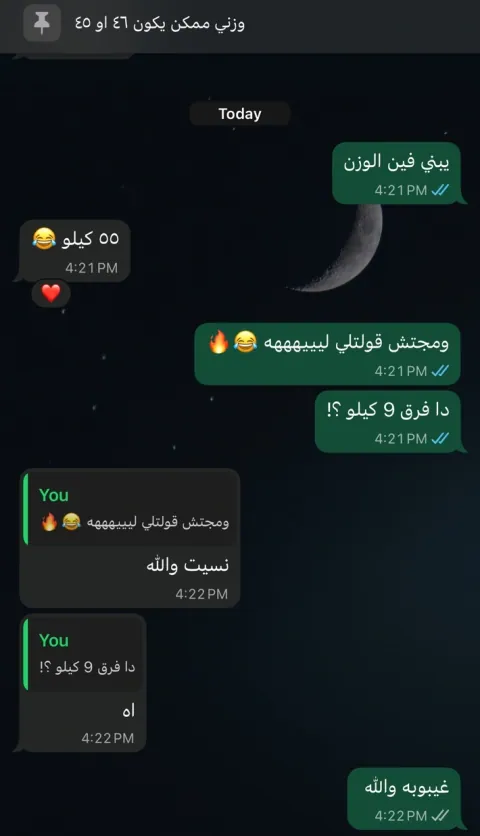 وزني ممكن يكون ٤٦ او ٤٥
Today
يبني فين الوزن
4:21 PM
٥٥ كيلو 😂
4:21 PM
❤️
ومجتش قولتلي ليييهههه 😂🔥
4:21 PM
دا فرق 9 كيلو ؟!
4:21 PM
You
ومجتش قولتلي ليييهههه 😂🔥
نسيت والله
4:22 PM
You
دا فرق 9 كيلو ؟!
اه
4:22 PM
غيبوبه والله
4:22 PM